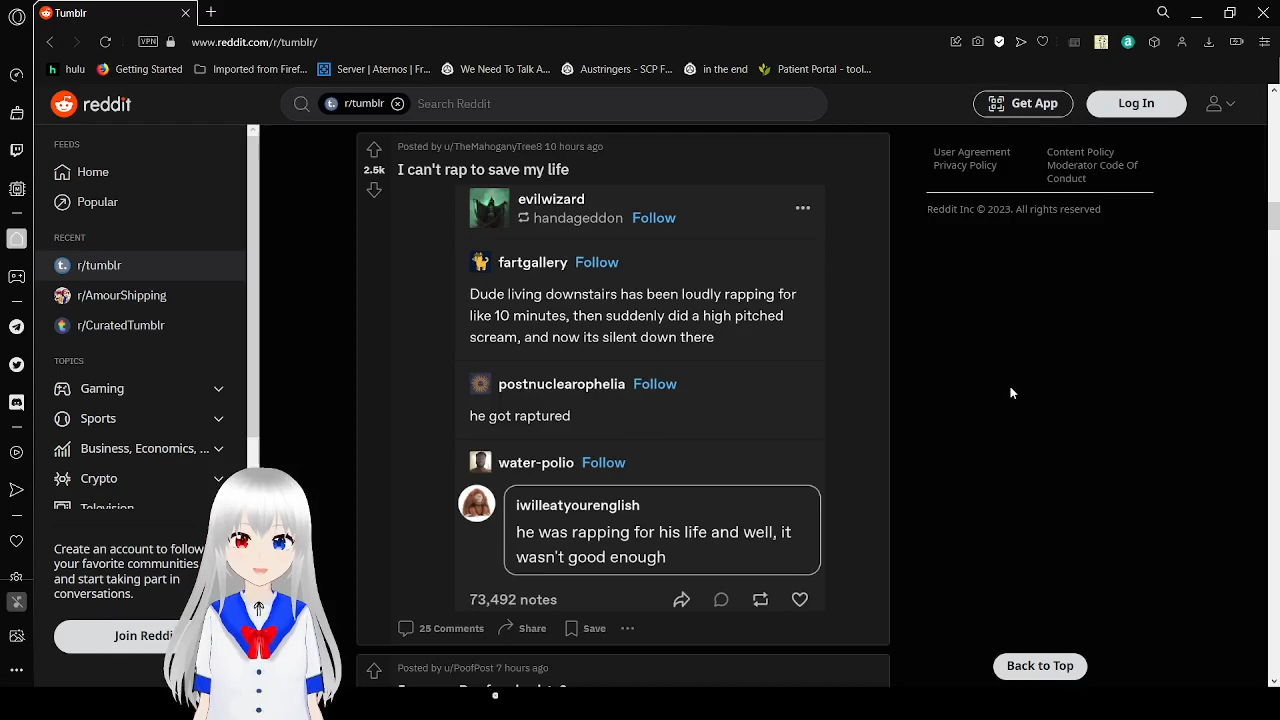 Tumblr
VPN
www.reddit.com/r/tumblr/
hulu
Getting Started
Imported from Firef...
Server | Aternos | Fr...
We Need To Talk A...
Austringers - SCP F...
in the end
Patient Portal - tool...
reddit
r/tumblr
Search Reddit
Get App
Log In
FEEDS
Home
Popular
RECENT
r/tumblr
r/AmourShipping
r/CuratedTumblr
TOPICS
Gaming
Sports
Business, Economics, ...
Crypto
Television
Create an account to follow
your favorite communities
and start taking part in
conversations.
Join Reddi
Posted by u/TheMahoganyTree8 10 hours ago
2.5k
I can't rap to save my life
evilwizard
handageddon Follow
fartgallery Follow
Dude living downstairs has been loudly rapping for
like 10 minutes, then suddenly did a high pitched
scream, and now its silent down there
postnuclearophelia Follow
he got raptured
water-polio Follow
iwilleatyourenglish
he was rapping for his life and well, it
wasn't good enough
73,492 notes
25 Comments
Share
Save
Posted by u/PoofPost 7 hours ago
User Agreement
Privacy Policy
Content Policy
Moderator Code Of
Conduct
Reddit Inc © 2023. All rights reserved
Back to Top